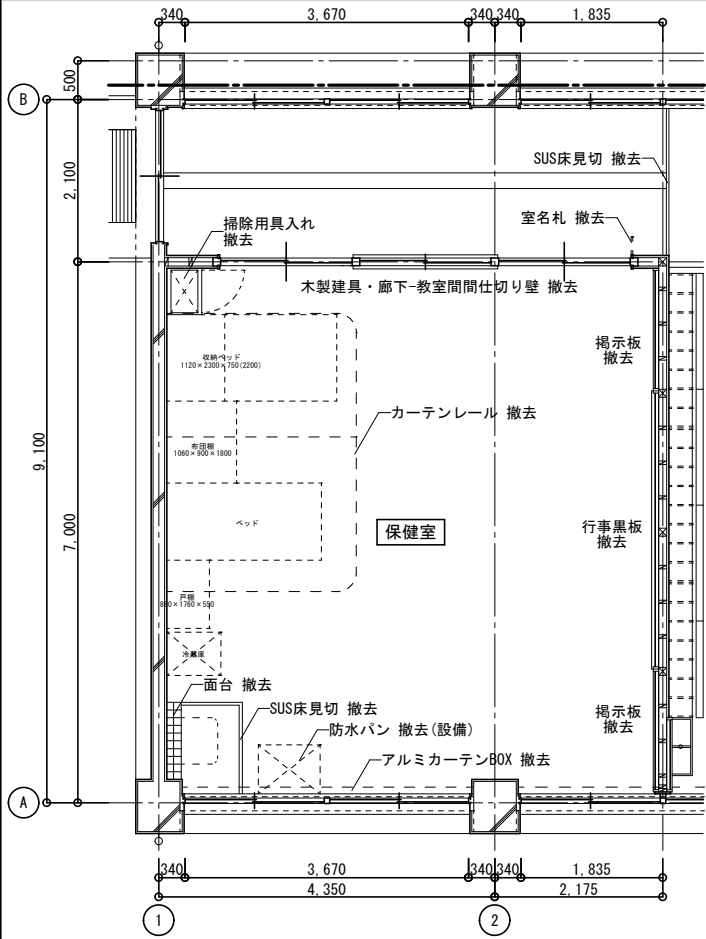 340 3,670 340 340 1,835
500
B
2,100
SUS床見切 撤去
掃除用具入れ
撤去
室名札 撤去
木製建具・廊下-教室間間仕切り壁 撤去
収納ベッド
1120×2300×750(2200)
掲示板
撤去
カーテンレール 撤去
布団棚
1060×900×1800
9,100
7,000
ベッド
保健室
行事黒板
撤去
戸棚
880×1760×550
冷蔵庫
面台 撤去
SUS床見切 撤去
防水パン 撤去(設備)
掲示板
撤去
アルミカーテンBOX 撤去
A
340 3,670 340 340 1,835
4,350 2,175
1 2